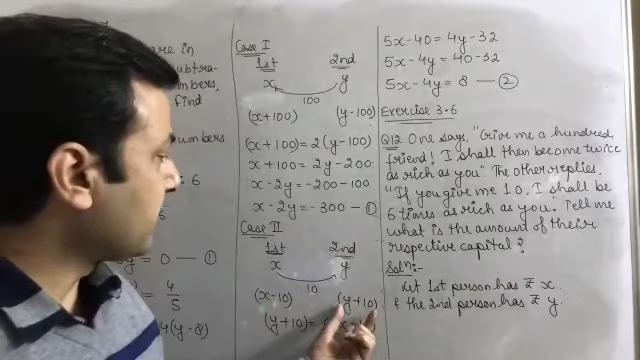 are in
subtra-
mbers,
find
numbers
: 6
6
y = 0 — ①
= 4/5
4(y-8)
Case I
1st 2nd
x y
100
(x+100) (y-100)
(x+100) = 2(y-100)
x+100 = 2y-200
x-2y = -200-100
x-2y = -300 — ①
Case II
1st 2nd
x y
10
(x-10) (y+10)
(y+10) =
5x-40 = 4y-32
5x-4y = 40-32
5x-4y = 8 — ②
Exercise 3.6
Q12 One says, "Give me a hundred,
friend! I shall then become twice
as rich as you" The other replies,
"If you give me 10, I shall be
6 times as rich as you." Tell me
what is the amount of their
respective capital?
Soln:-
Let 1st person has ₹ x
& the 2nd person has ₹ y.